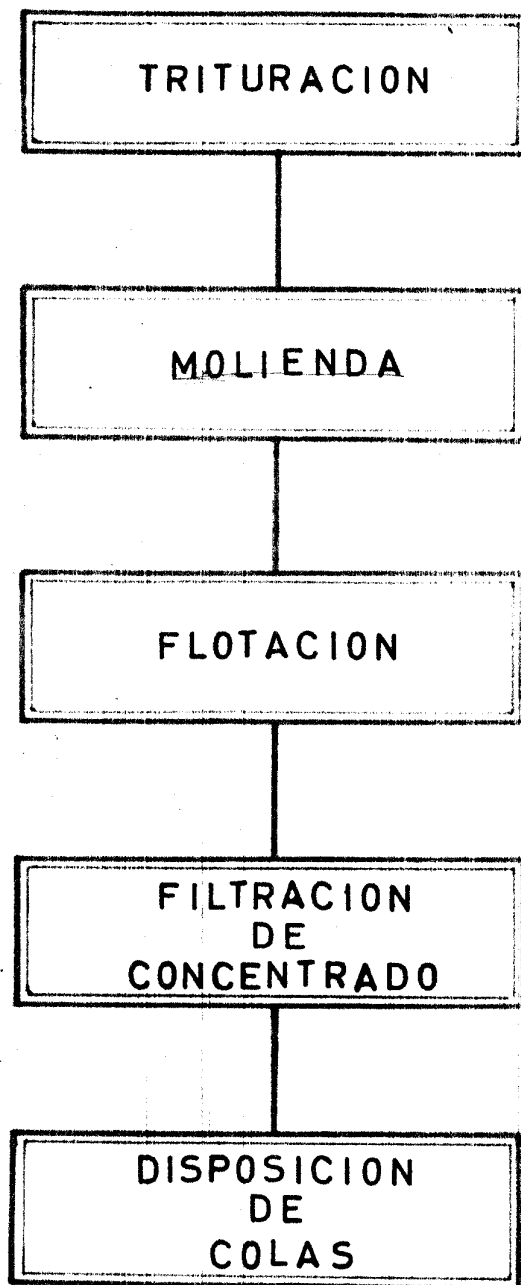 TRITURACION
MOLIENDA
FLOTACION
FILTRACION
DE
CONCENTRADO
DISPOSICION
DE
COLAS